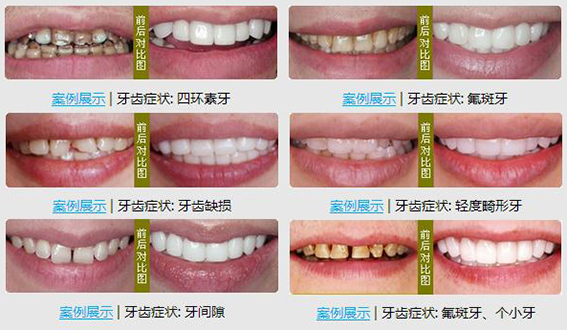 前后对比图
前后对比图
案例展示 | 牙齿症状: 四环素牙
案例展示 | 牙齿症状: 氟斑牙
前后对比图
前后对比图
案例展示 | 牙齿症状: 牙齿缺损
案例展示 | 牙齿症状: 轻度畸形牙
前后对比图
前后对比图
案例展示 | 牙齿症状: 牙间隙
案例展示 | 牙齿症状: 氟斑牙、个小牙